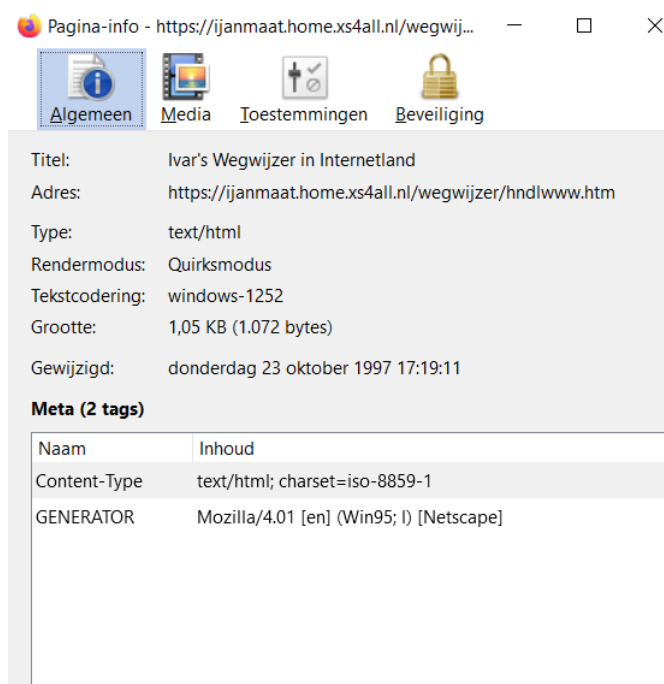 Pagina-info - https://ijanmaat.home.xs4all.nl/wegwij...
Algemeen Media Toestemmingen Beveiliging
Titel: Ivar's Wegwijzer in Internetland
Adres: https://ijanmaat.home.xs4all.nl/wegwijzer/hndlwww.htm
Type: text/html
Rendermodus: Quirksmodus
Tekstcodering: windows-1252
Grootte: 1,05 KB (1.072 bytes)
Gewijzigd: donderdag 23 oktober 1997 17:19:11
Meta (2 tags)
Naam Inhoud
Content-Type text/html; charset=iso-8859-1
GENERATOR Mozilla/4.01 [en] (Win95; I) [Netscape]